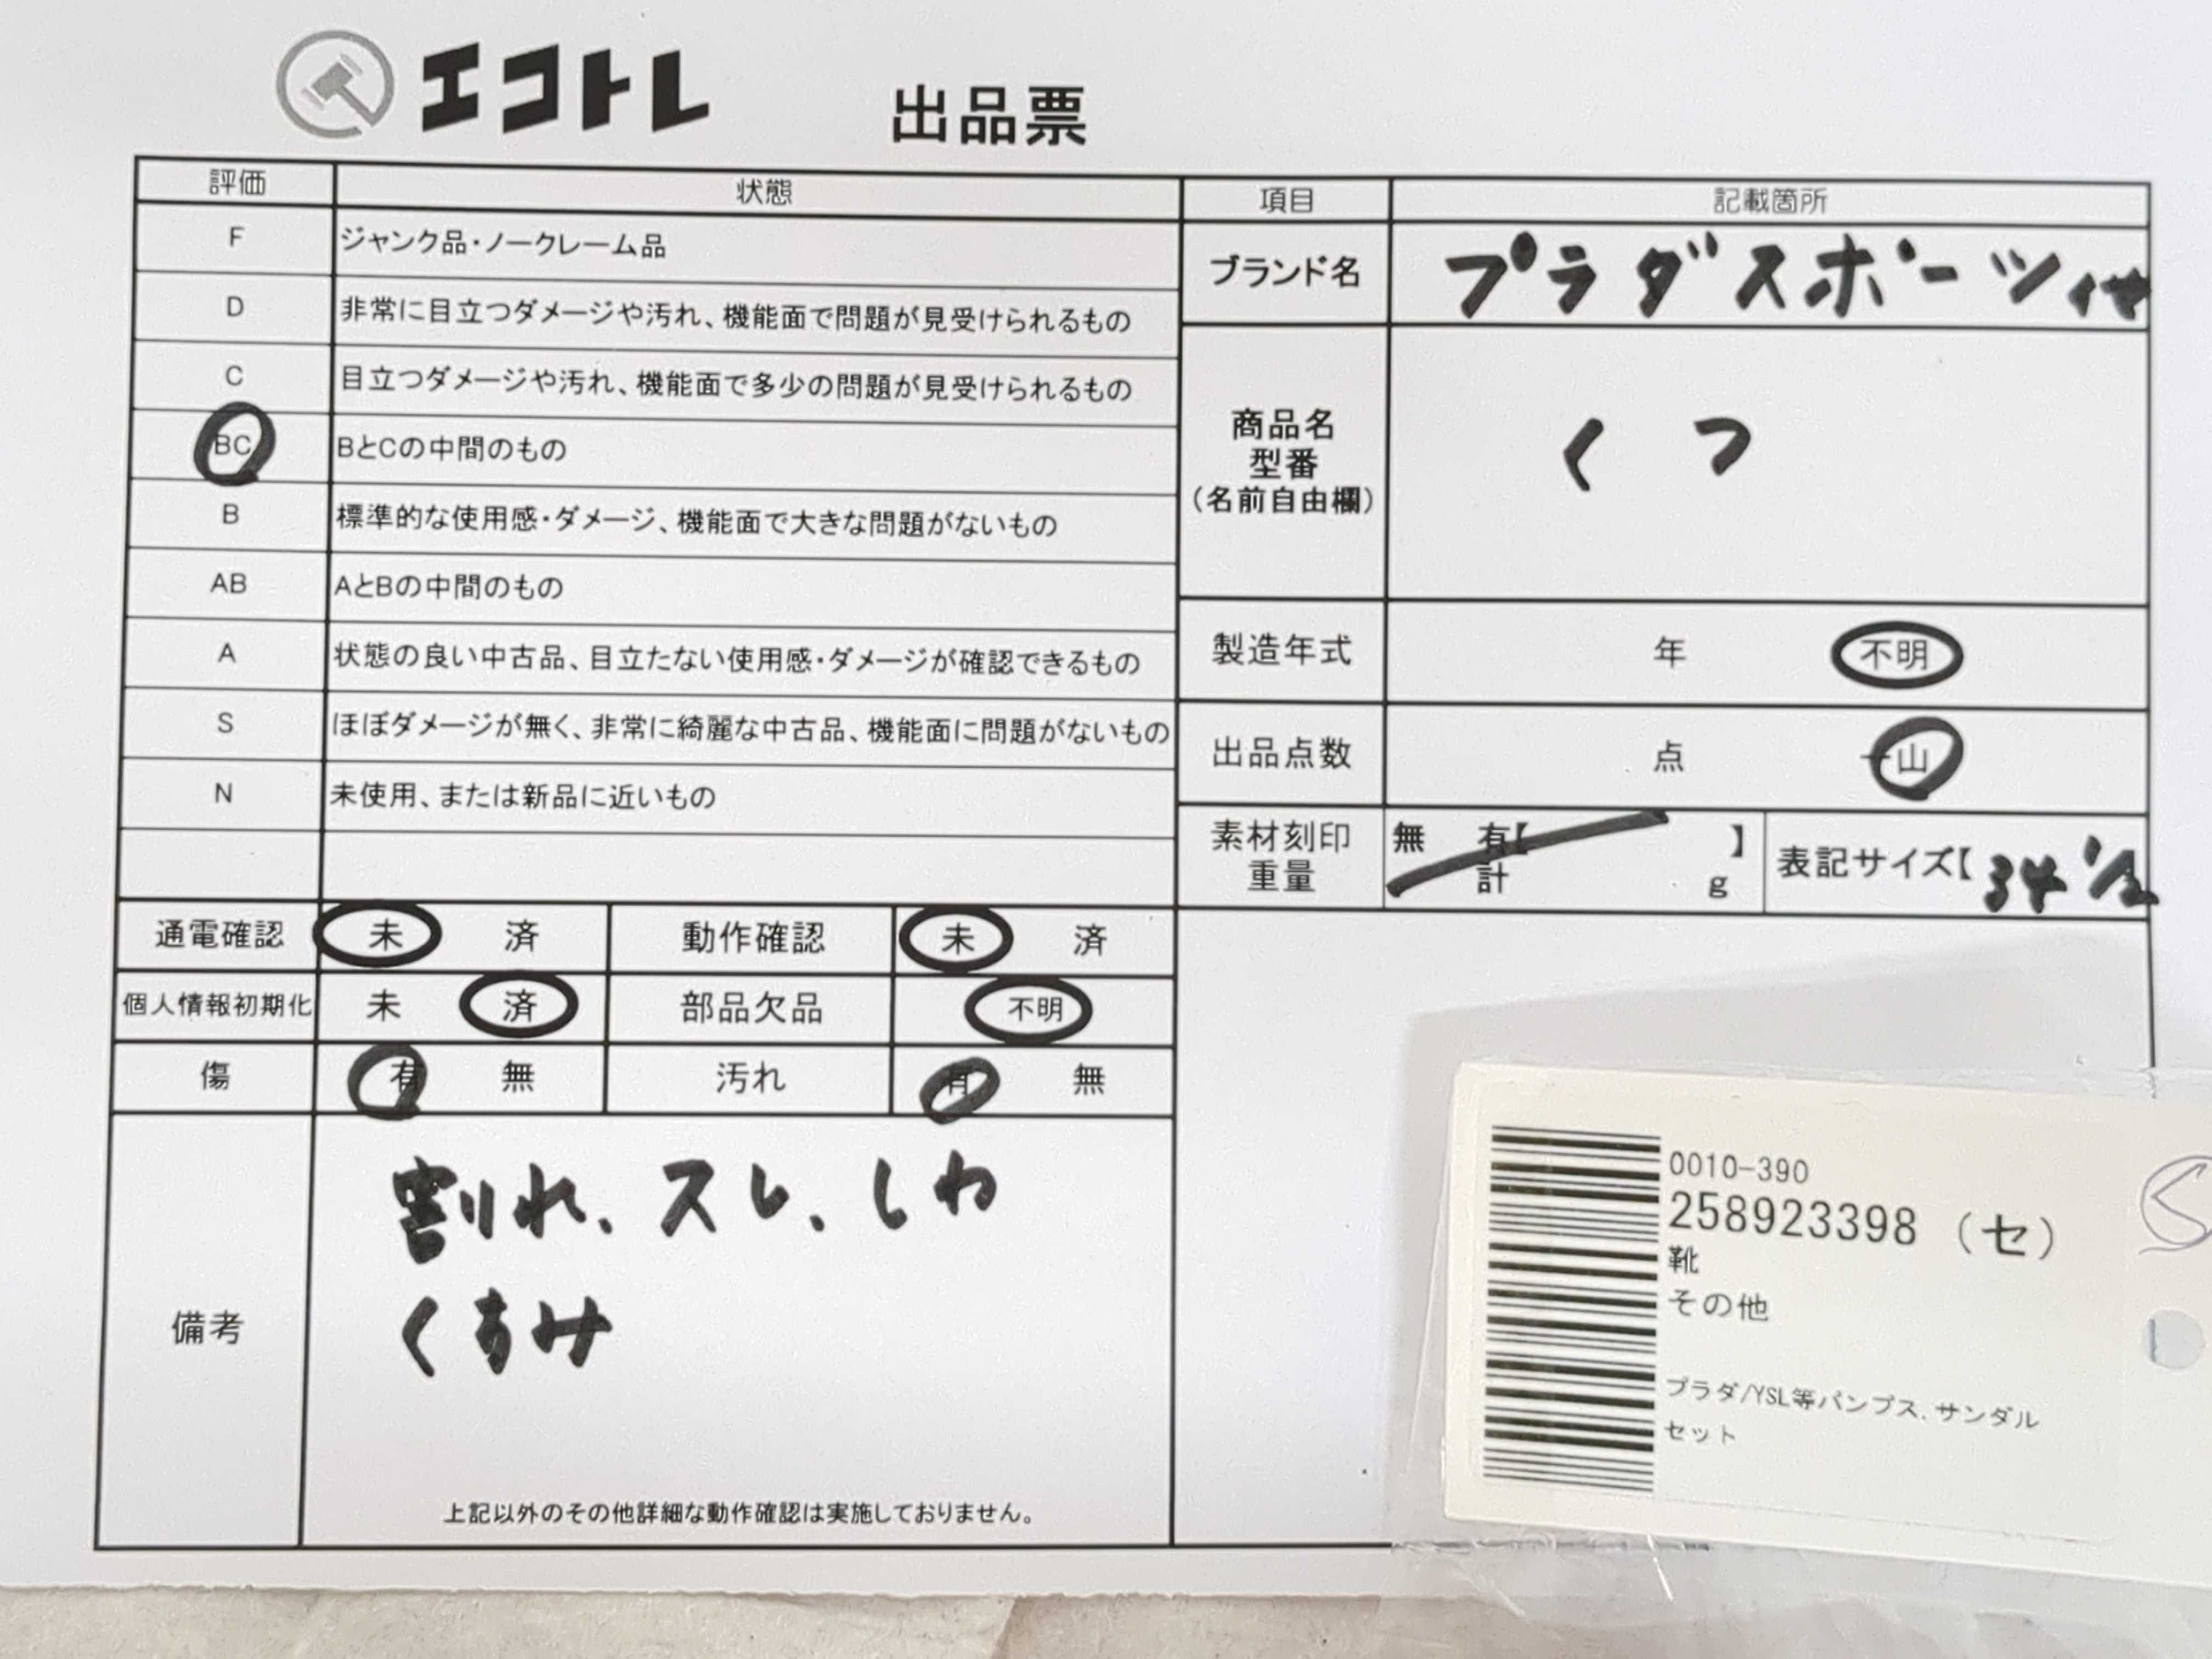 エコトレ 出品票
評価 状態 項目 記載箇所
F ジャンク品・ノークレーム品
D 非常に目立つダメージや汚れ、機能面で問題が見受けられるもの
C 目立つダメージや汚れ、機能面で多少の問題が見受けられるもの
BC BとCの中間のもの
B 標準的な使用感・ダメージ、機能面で大きな問題がないもの
AB AとBの中間のもの
A 状態の良い中古品、目立たない使用感・ダメージが確認できるもの
S ほぼダメージが無く、非常に綺麗な中古品、機能面に問題がないもの
N 未使用、または新品に近いもの
ブランド名 プラダスポーツ他
商品名
型番
(名前自由欄)
くつ
製造年式 年 不明
出品点数 点 一山
素材刻印 無 有【 】
重量 計 g
表記サイズ【 34 1/2
通電確認 未 済 動作確認 未 済
個人情報初期化 未 済 部品欠品 不明
傷 有 無 汚れ 有 無
備考
割れ、スレ、しわ
くすみ
上記以外のその他詳細な動作確認は実施しておりません。
0010-390
258923398 (セ)
靴
その他
プラダ/YSL等パンプス.サンダル
セット